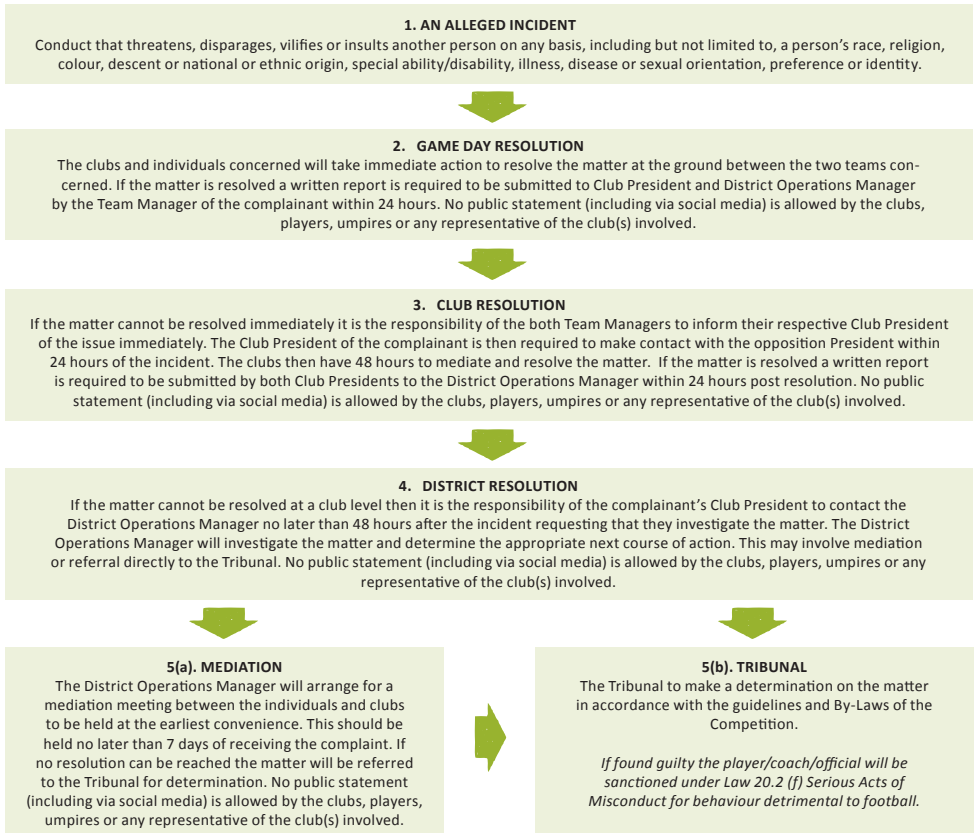 1. AN ALLEGED INCIDENT
Conduct that threatens, disparages, vilifies or insults another person on any basis, including but not limited to, a person's race, religion,
colour, descent or national or ethnic origin, special ability/disability, illness, disease or sexual orientation, preference or identity.
2. GAME DAY RESOLUTION
The clubs and individuals concerned will take immediate action to resolve the matter at the ground between the two teams con-
cerned. If the matter is resolved a written report is required to be submitted to Club President and District Operations Manager
by the Team Manager of the complainant within 24 hours. No public statement (including via social media) is allowed by the clubs,
players, umpires or any representative of the club(s) involved.
3. CLUB RESOLUTION
If the matter cannot be resolved immediately it is the responsibility of the both Team Managers to inform their respective Club President
of the issue immediately. The Club President of the complainant is then required to make contact with the opposition President within
24 hours of the incident. The clubs then have 48 hours to mediate and resolve the matter. If the matter is resolved a written report
is required to be submitted by both Club Presidents to the District Operations Manager within 24 hours post resolution. No public
statement (including via social media) is allowed by the clubs, players, umpires or any representative of the club(s) involved.
4. DISTRICT RESOLUTION
If the matter cannot be resolved at a club level then it is the responsibility of the complainant's Club President to contact the
District Operations Manager no later than 48 hours after the incident requesting that they investigate the matter. The District
Operations Manager will investigate the matter and determine the appropriate next course of action. This may involve mediation
or referral directly to the Tribunal. No public statement (including via social media) is allowed by the clubs, players, umpires or any
representative of the club(s) involved.
5(a). MEDIATION
The District Operations Manager will arrange for a
mediation meeting between the individuals and clubs
to be held at the earliest convenience. This should be
held no later than 7 days of receiving the complaint. If
no resolution can be reached the matter will be referred
to the Tribunal for determination. No public statement
(including via social media) is allowed by the clubs, players,
umpires or any representative of the club(s) involved.
5(b). TRIBUNAL
The Tribunal to make a determination on the matter
in accordance with the guidelines and By-Laws of the
Competition.
If found guilty the player/coach/official will be
sanctioned under Law 20.2 (f) Serious Acts of
Misconduct for behaviour detrimental to football.